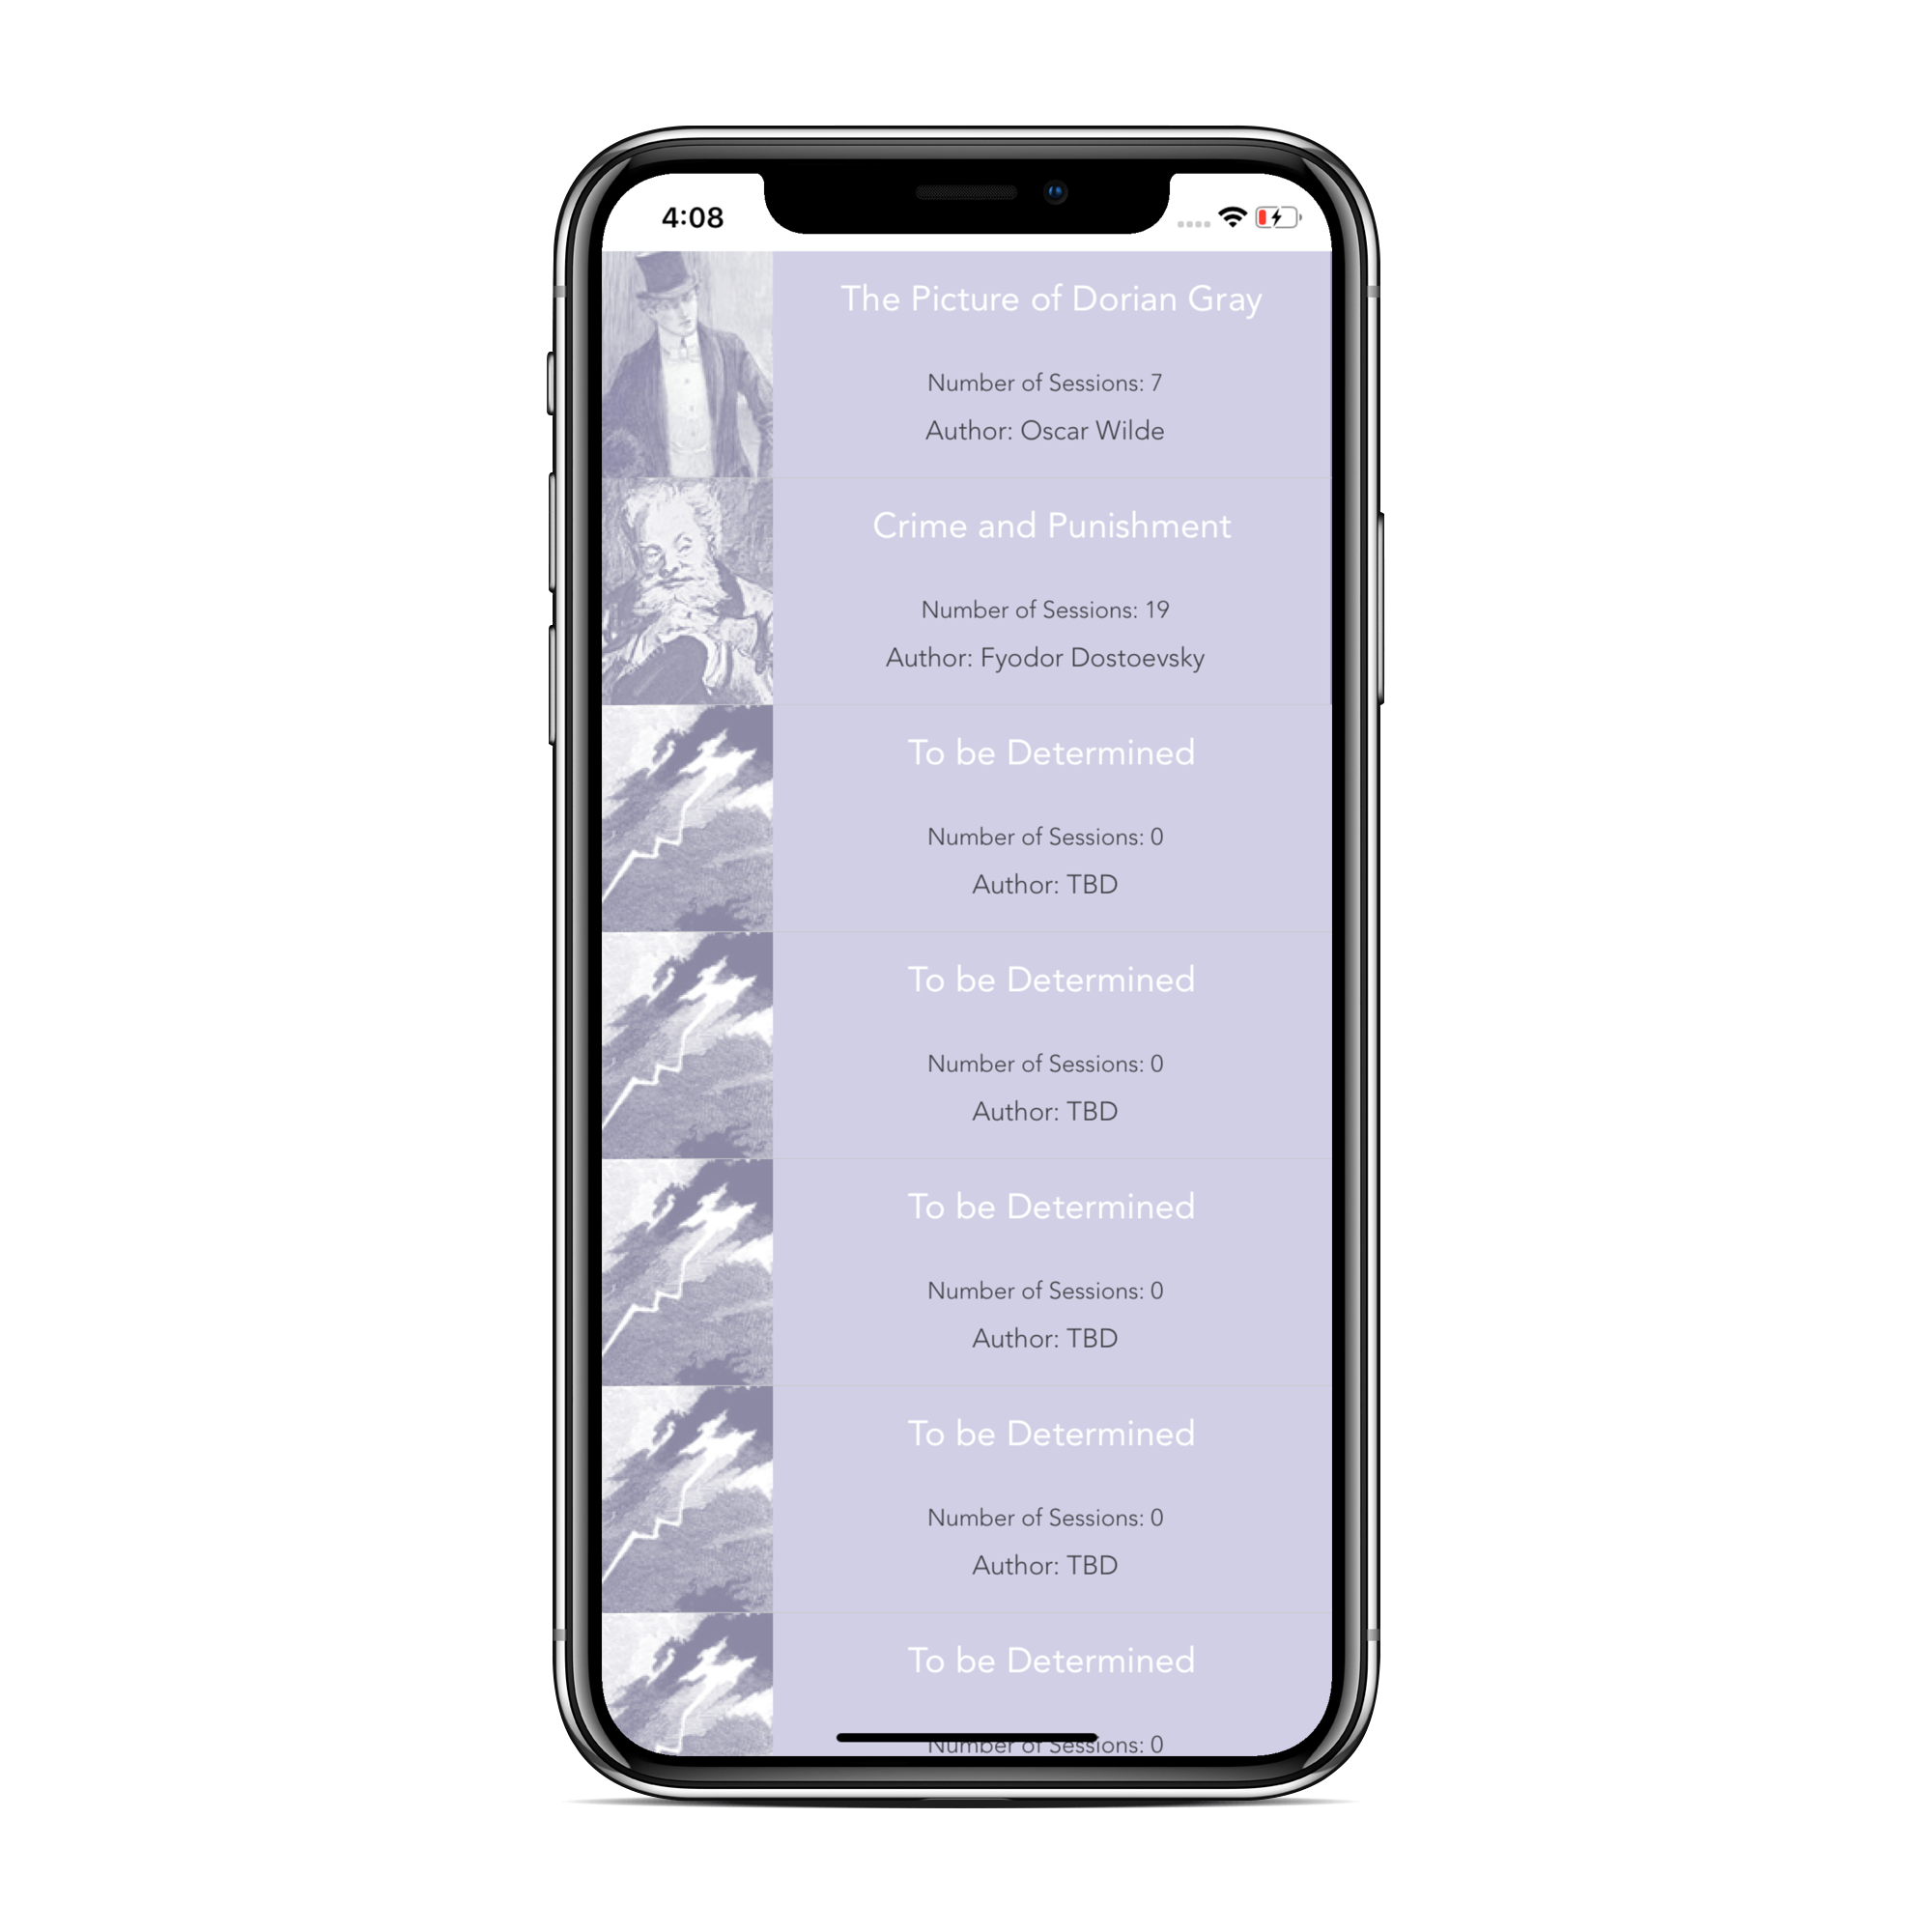 4:08
The Picture of Dorian Gray
Number of Sessions: 7
Author: Oscar Wilde
Crime and Punishment
Number of Sessions: 19
Author: Fyodor Dostoevsky
To be Determined
Number of Sessions: 0
Author: TBD
To be Determined
Number of Sessions: 0
Author: TBD
To be Determined
Number of Sessions: 0
Author: TBD
To be Determined
Number of Sessions: 0
Author: TBD
To be Determined
Number of Sessions: 0